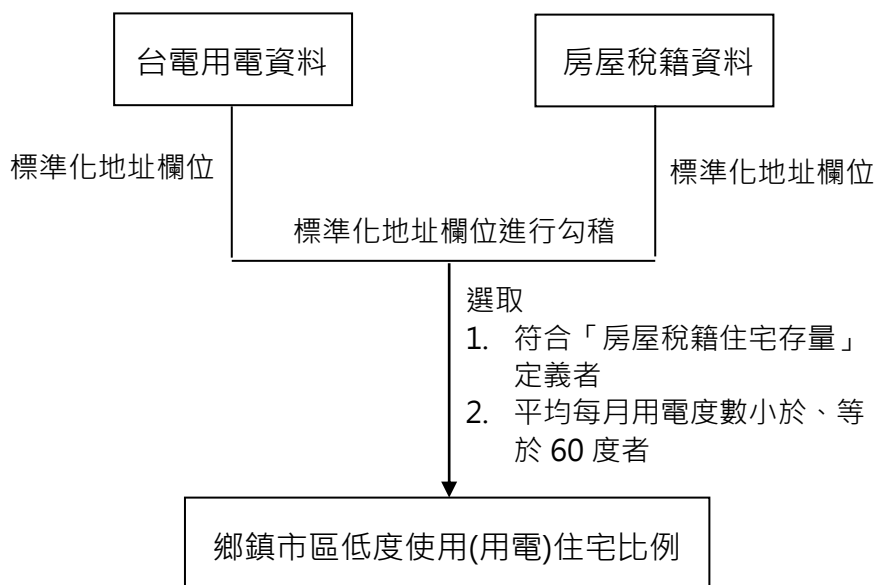 台電用電資料
房屋稅籍資料
標準化地址欄位
標準化地址欄位
標準化地址欄位進行勾稽
選取
1. 符合「房屋稅籍住宅存量」
定義者
2. 平均每月用電度數小於、等
於 60 度者
鄉鎮市區低度使用(用電)住宅比例